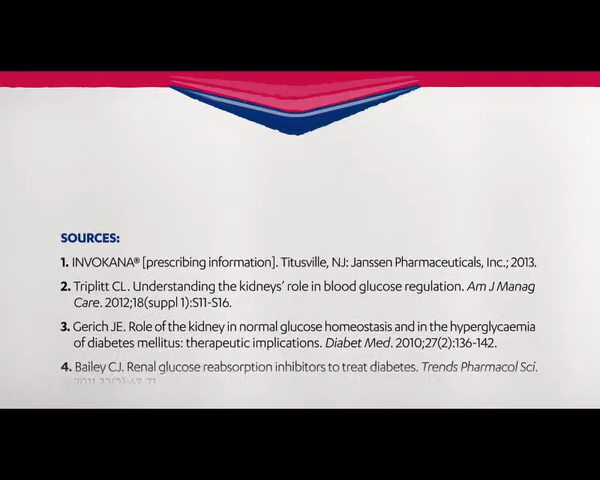 SOURCES:
1. INVOKANA® [prescribing information]. Titusville, NJ: Janssen Pharmaceuticals, Inc.; 2013.
2. Triplitt CL. Understanding the kidneys' role in blood glucose regulation. Am J Manag
Care. 2012;18(suppl 1):S11-S16.
3. Gerich JE. Role of the kidney in normal glucose homeostasis and in the hyperglycaemia
of diabetes mellitus: therapeutic implications. Diabet Med. 2010;27(2):136-142.
4. Bailey CJ. Renal glucose reabsorption inhibitors to treat diabetes. Trends Pharmacol Sci.